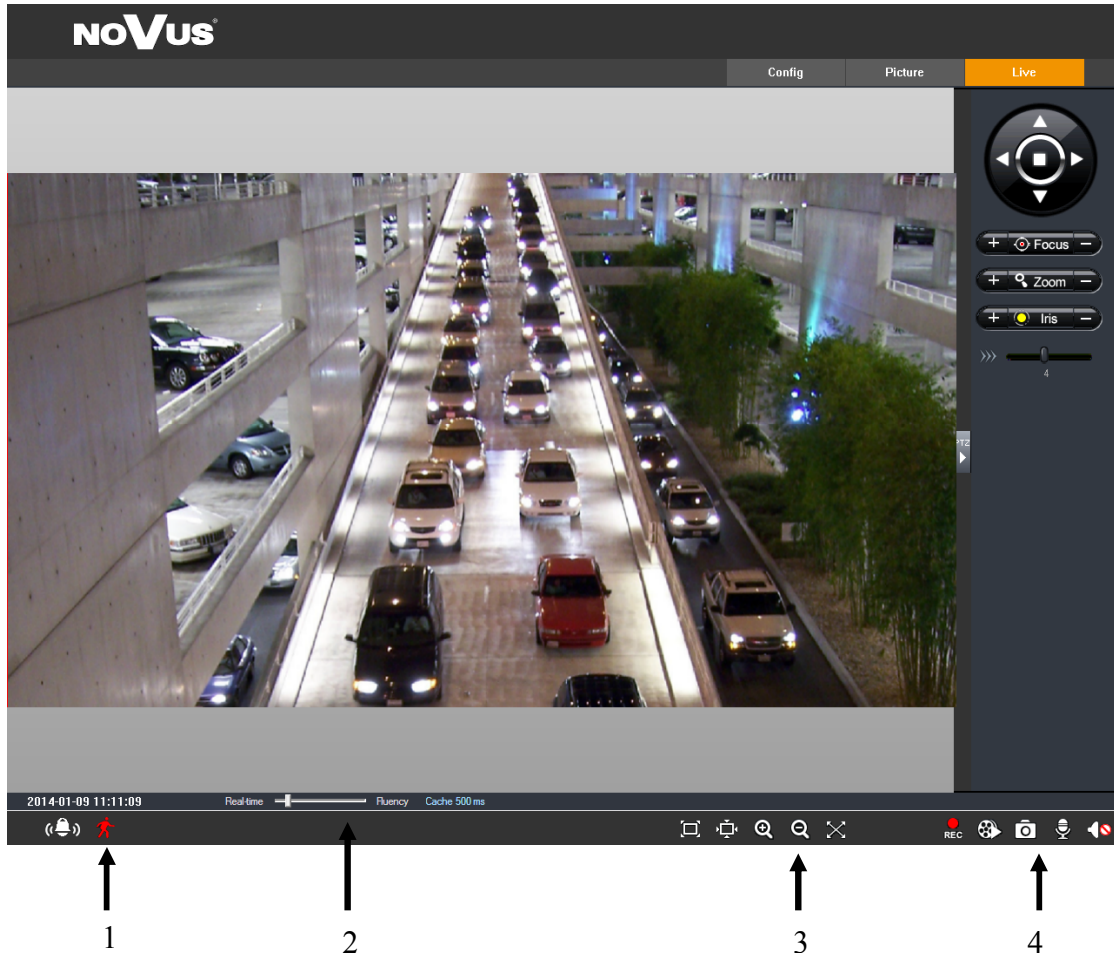 NOVUS®
Config Picture Live
+ Focus -
+ Zoom -
+ Iris -
4
PTZ
2014-01-09 11:11:09 Real-time Fluency Cache 500 ms
REC
1 2 3 4